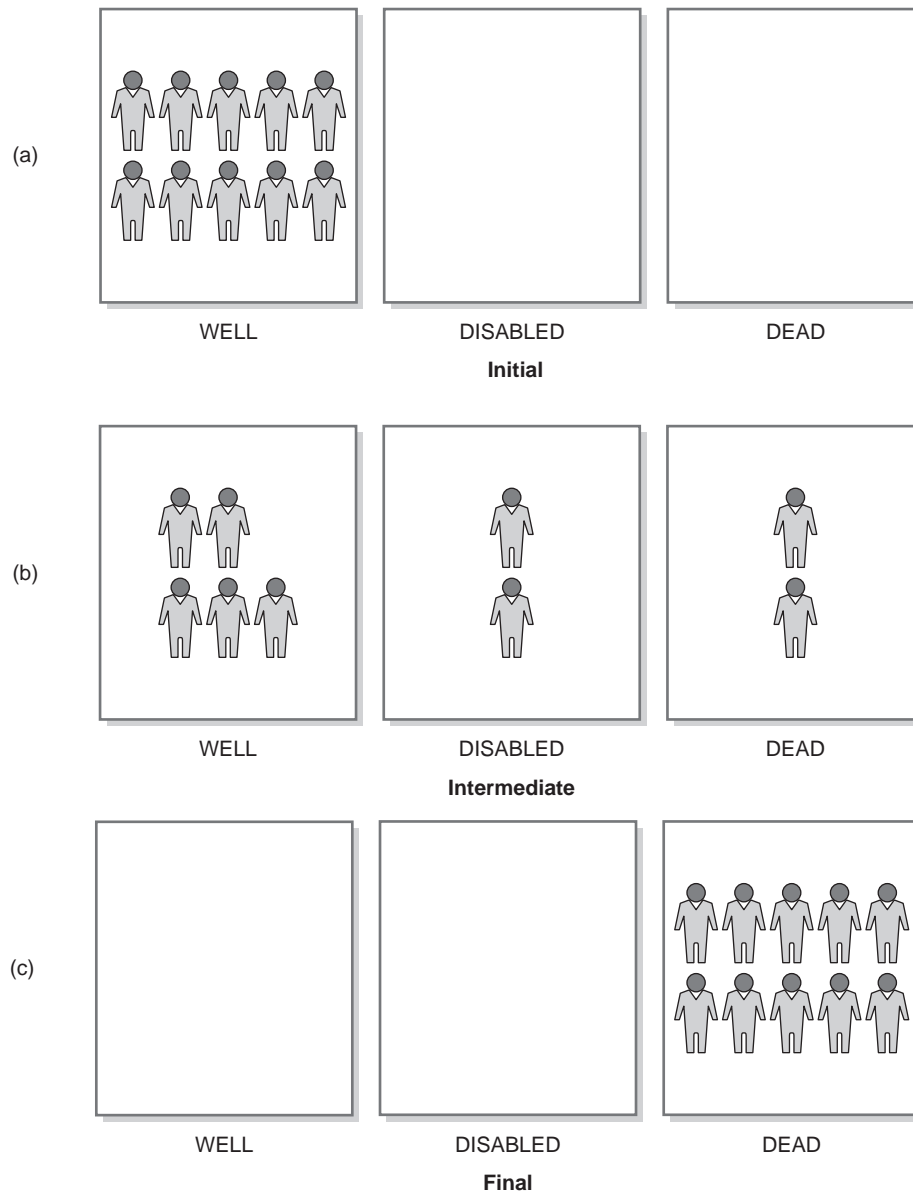 (a)
WELL DISABLED DEAD
Initial
(b)
WELL DISABLED DEAD
Intermediate
(c)
WELL DISABLED DEAD
Final